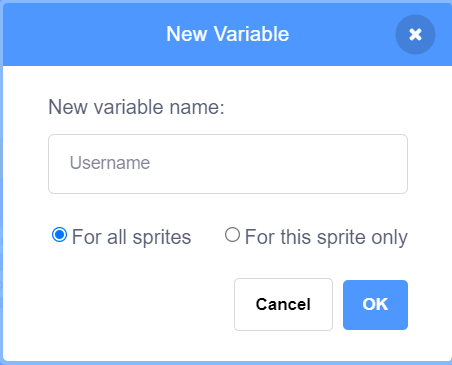 New Variable
New variable name:
Username
For all sprites For this sprite only
Cancel OK